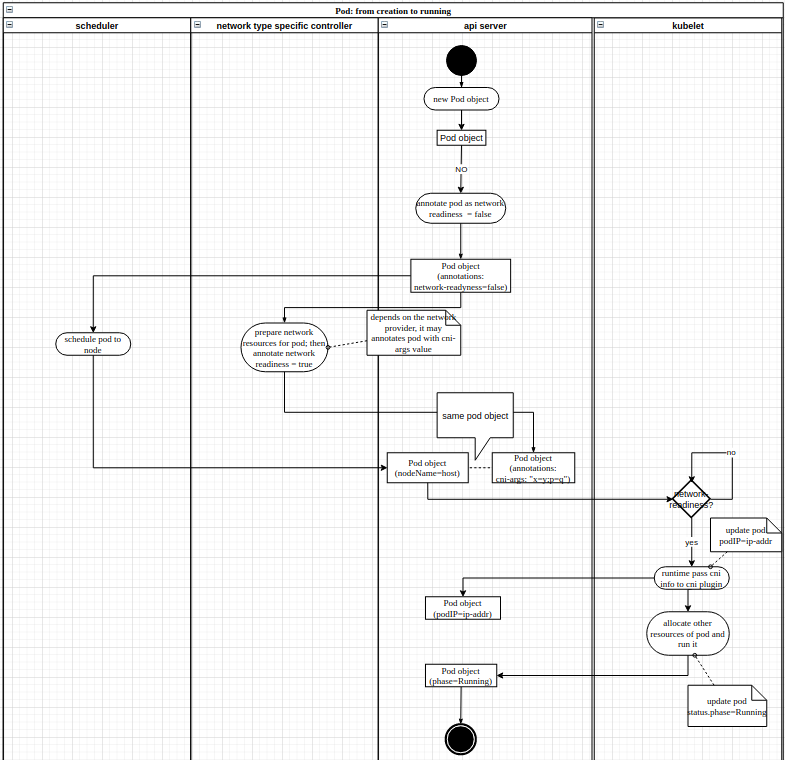 Pod: from creation to running
scheduler
network type specific controller
api server
kubelet
new Pod object
Pod object
NO
annotate pod as network
readiness = false
Pod object
(annotations:
network-readyness=false)
depends on the network
provider, it may
annotates pod with cni-
args value
prepare network
resources for pod; then
annotate network
readiness = true
schedule pod to
node
same pod object
Pod object
(nodeName=host)
Pod object
(annotations:
cni-args: "x=y;p=q")
no
network-
readiness?
yes
update pod
podIP=ip-addr
runtime pass cni
info to cni plugin
Pod object
(podIP=ip-addr)
allocate other
resources of pod and
run it
Pod object
(phase=Running)
update pod
status.phase=Running